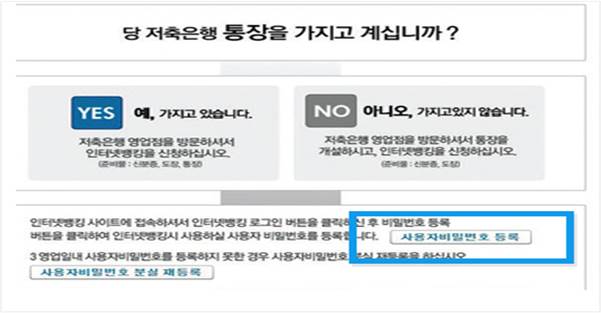 당 저축은행 통장을 가지고 계십니까?
YES 예, 가지고 있습니다.
저축은행 영업점을 방문하셔서
인터넷뱅킹을 신청하십시오.
(준비물 : 신분증, 도장, 통장)
NO 아니오, 가지고있지 않습니다.
저축은행 영업점을 방문하셔서 통장을
개설하시고, 인터넷뱅킹을 신청하십시오.
(준비물 : 신분증, 도장)
인터넷뱅킹 사이트에 접속하셔서 인터넷뱅킹 로그인 버튼을 클릭하신 후 비밀번호 등록
버튼을 클릭하여 인터넷뱅킹시 사용하실 사용자 비밀번호를 등록합니다. 사용자비밀번호 등록
3영업일내 사용자비밀번호를 등록하지 못한 경우 사용자비밀번호 분실 재등록을 하십시오
사용자비밀번호 분실 재등록